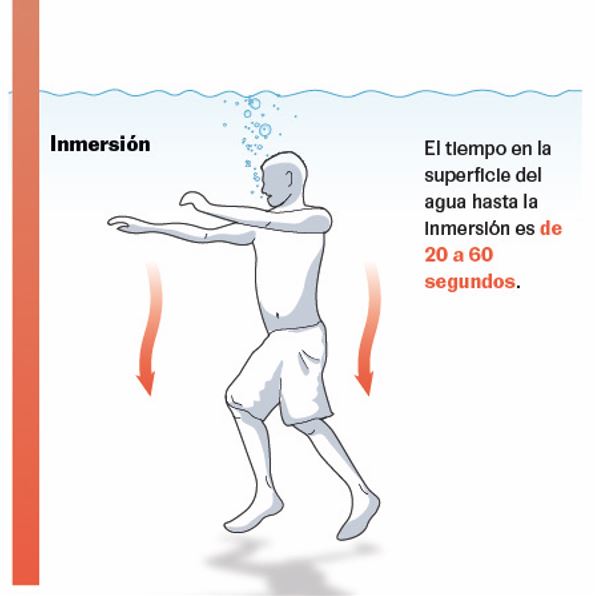 Inmersión
El tiempo en la
superficie del
agua hasta la
inmersión es de
20 a 60
segundos.